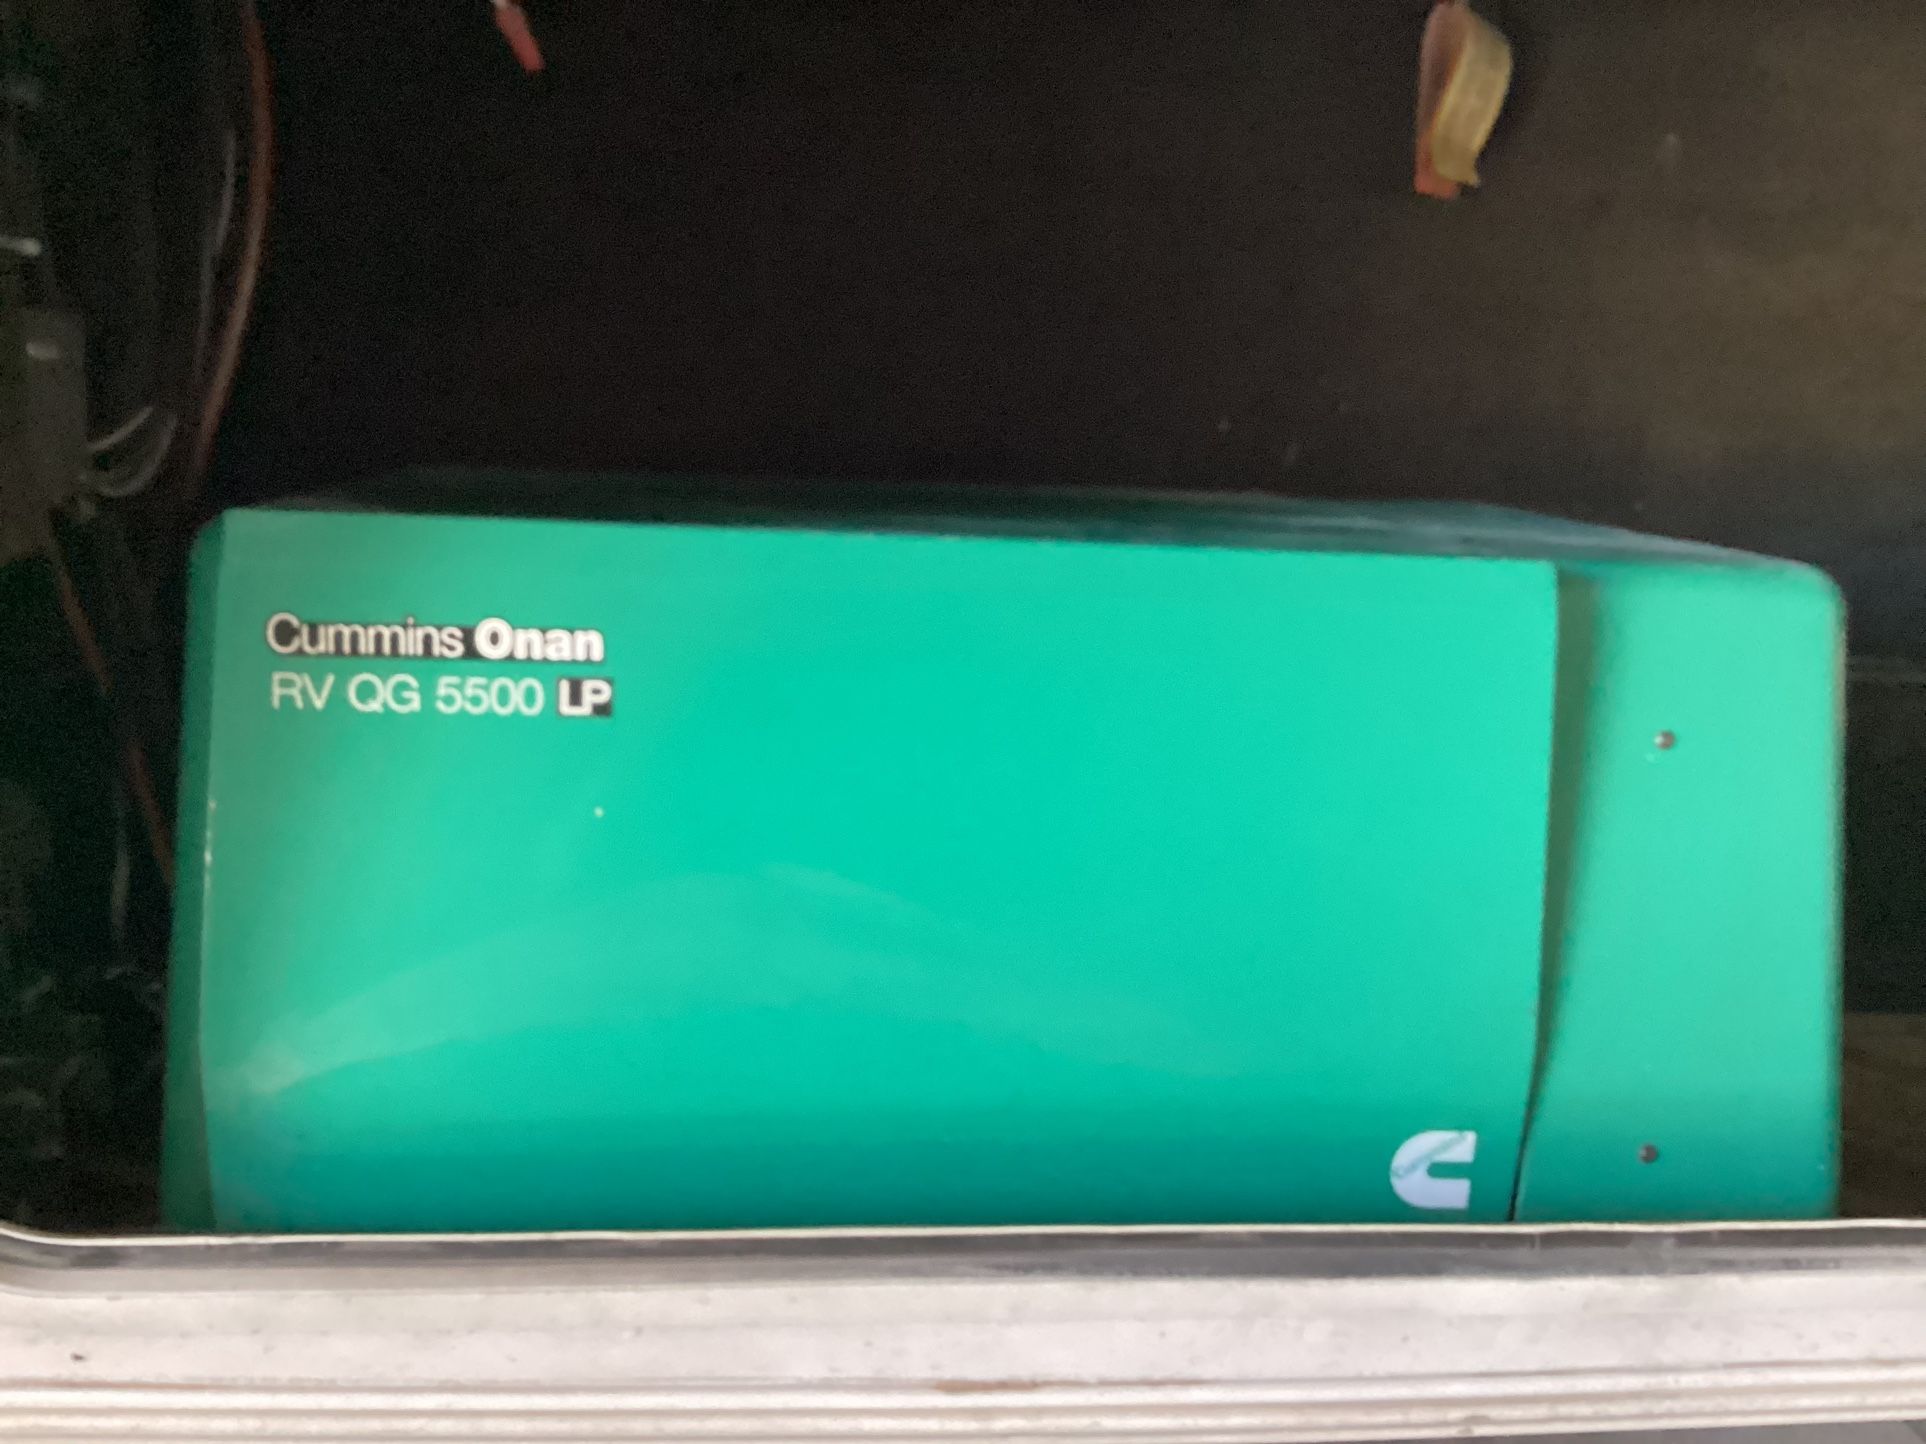 Cummins Onan
RV QG 5500 LP